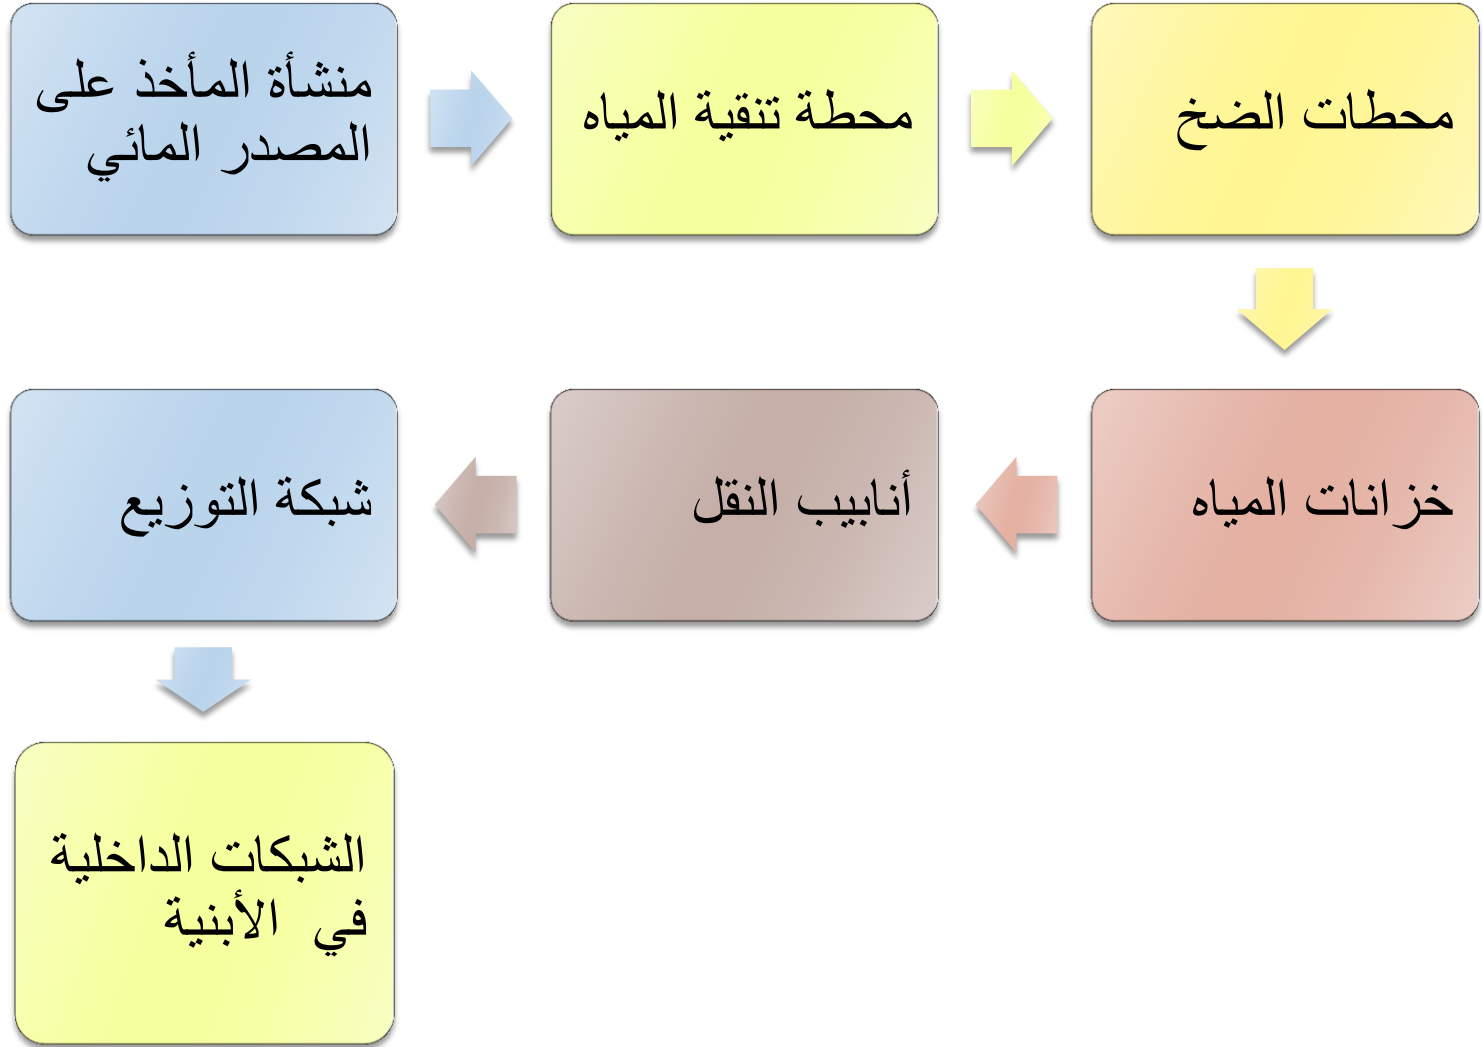 منشأة المأخذ على
المصدر المائي
محطة تنقية المياه
محطات الضخ
خزانات المياه
أنابيب النقل
شبكة التوزيع
الشبكات الداخلية
في الأبنية